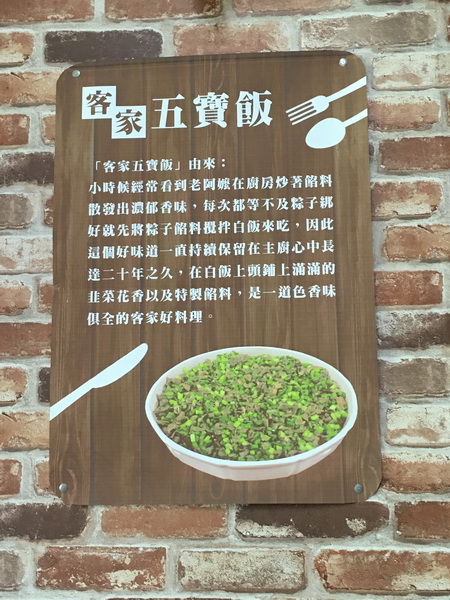 客家五寶飯
「客家五寶飯」由來：
小時候經常看到老阿嬤在廚房炒著餡料
散發出濃郁香味，每次都等不及粽子綁
好就先將粽子餡料攪拌白飯來吃，因此
這個好味道一直持續保留在主廚心中長
達二十年之久，在白飯上頭鋪上滿滿的
韭菜花香以及特製餡料，是一道色香味
俱全的客家好料理。